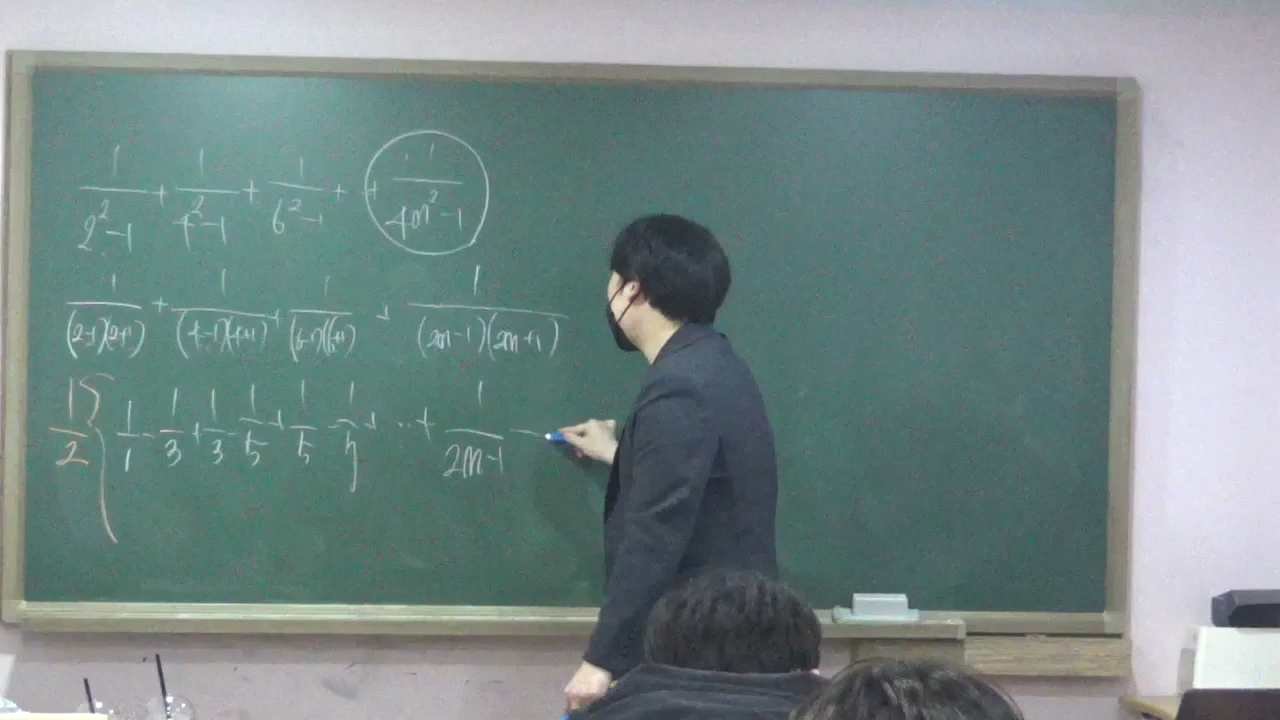 1/(2²-1) + 1/(4²-1) + 1/(6²-1) + + 1/(4n²-1)
1/((2-1)(2+1)) + 1/((4-1)(4+1)) + 1/((6-1)(6+1)) + 1/((2n-1)(2n+1))
1/2 { 1/1 - 1/3 + 1/3 - 1/5 + 1/5 - 1/7 + ... + 1/(2n-1) -